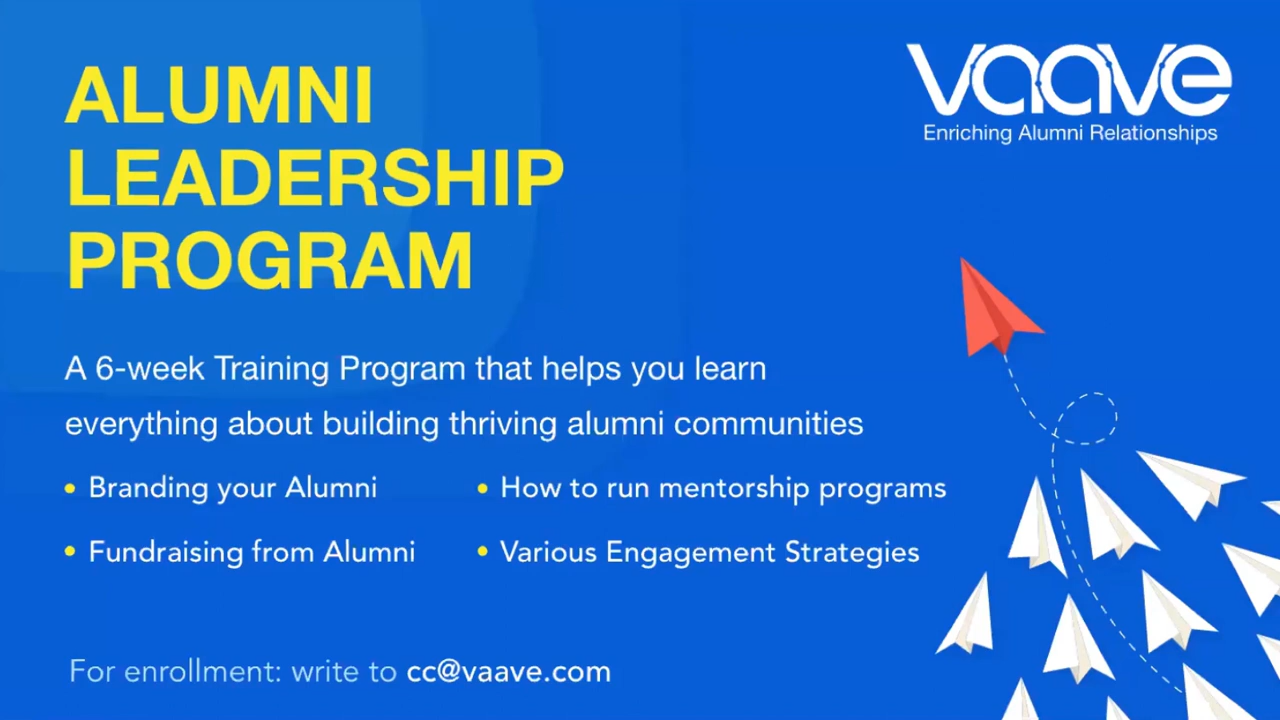 ALUMNI
LEADERSHIP
PROGRAM
vaave
Enriching Alumni Relationships
A 6-week Training Program that helps you learn
everything about building thriving alumni communities
• Branding your Alumni
• How to run mentorship programs
• Fundraising from Alumni
• Various Engagement Strategies
For enrollment: write to cc@vaave.com